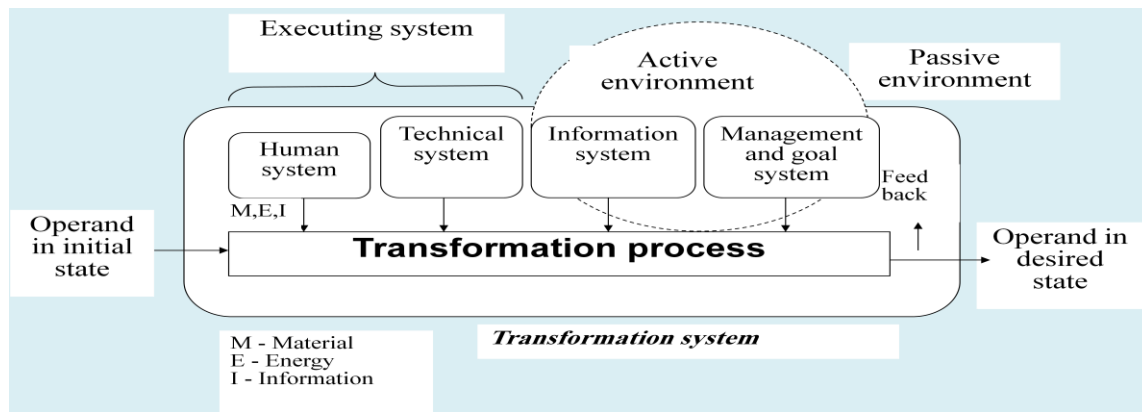 Executing system
Active
environment
Passive
environment
Human
system
Technical
system
Information
system
Management
and goal
system
Feed
back
M,E,I
Operand
in initial
state
Transformation process
Operand in
desired
state
Transformation system
M - Material
E - Energy
I - Information